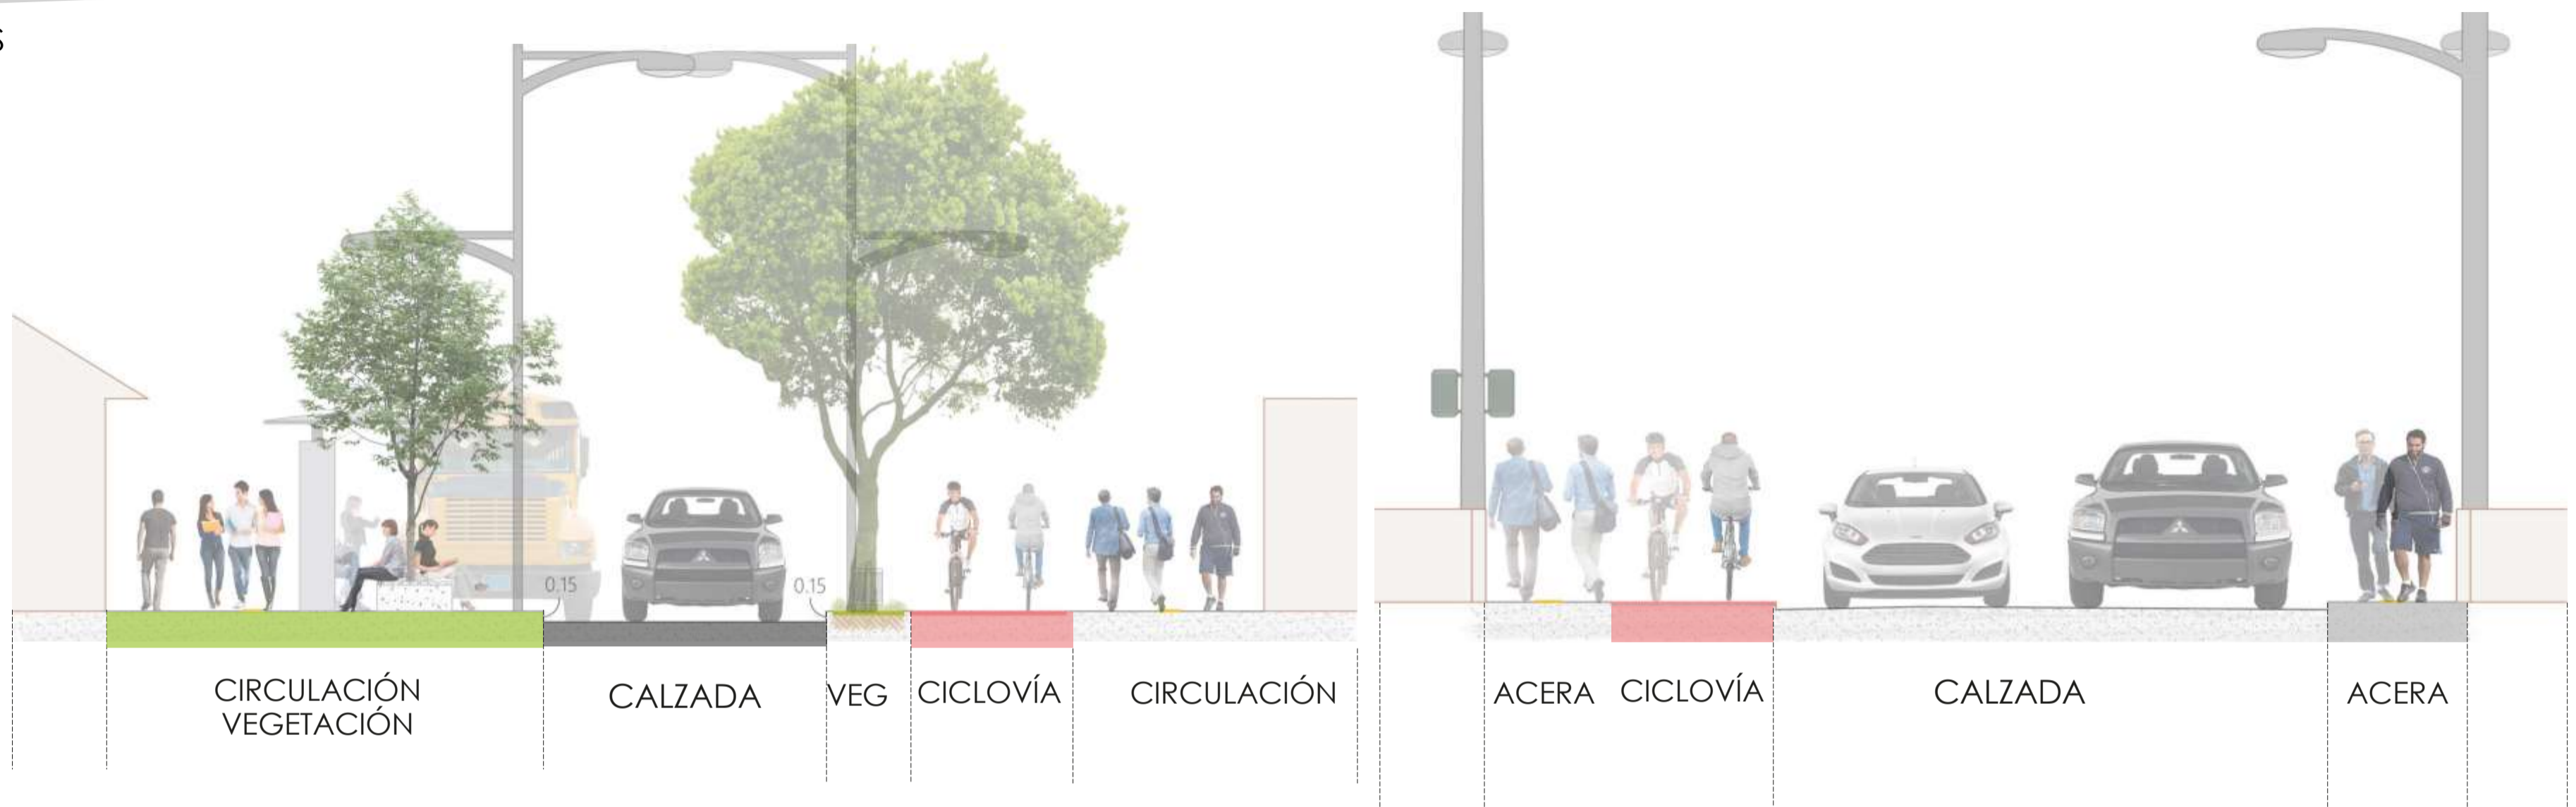 S
0.15
0.15
CIRCULACIÓN
VEGETACIÓN
CALZADA
VEG
CICLOVÍA
CIRCULACIÓN
ACERA
CICLOVÍA
CALZADA
ACERA